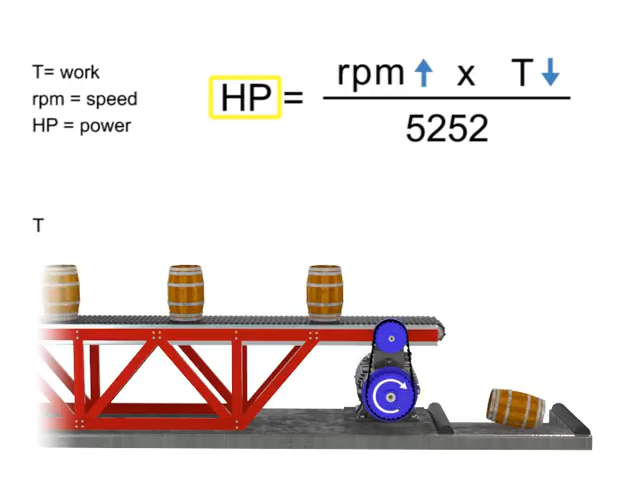 T= work
rpm = speed
HP = power
HP = rpm ↑ x T ↓
5252
T